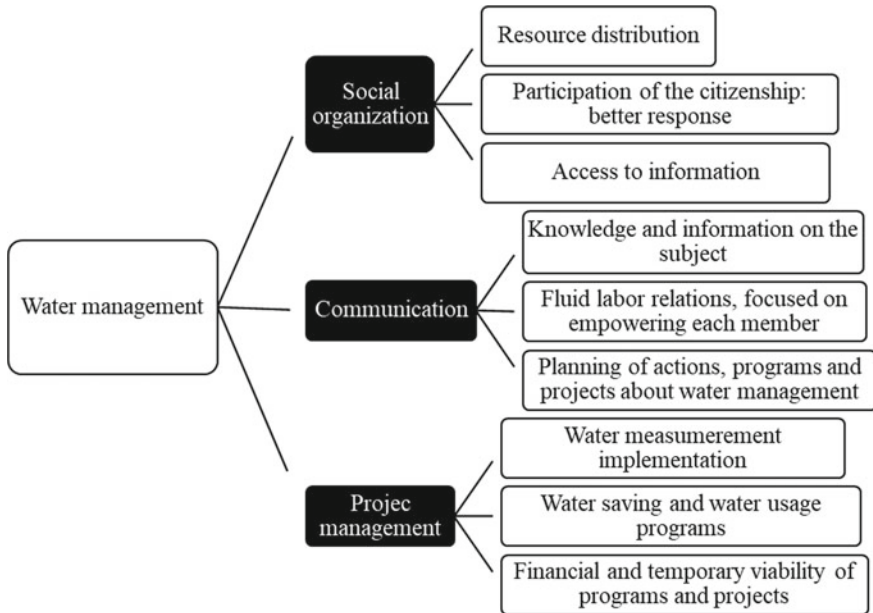 Water management
Social
organization
Resource distribution
Participation of the citizenship:
better response
Access to information
Communication
Knowledge and information on the
subject
Fluid labor relations, focused on
empowering each member
Planning of actions, programs and
projects about water management
Projec
management
Water measumerement
implementation
Water saving and water usage
programs
Financial and temporary viability of
programs and projects